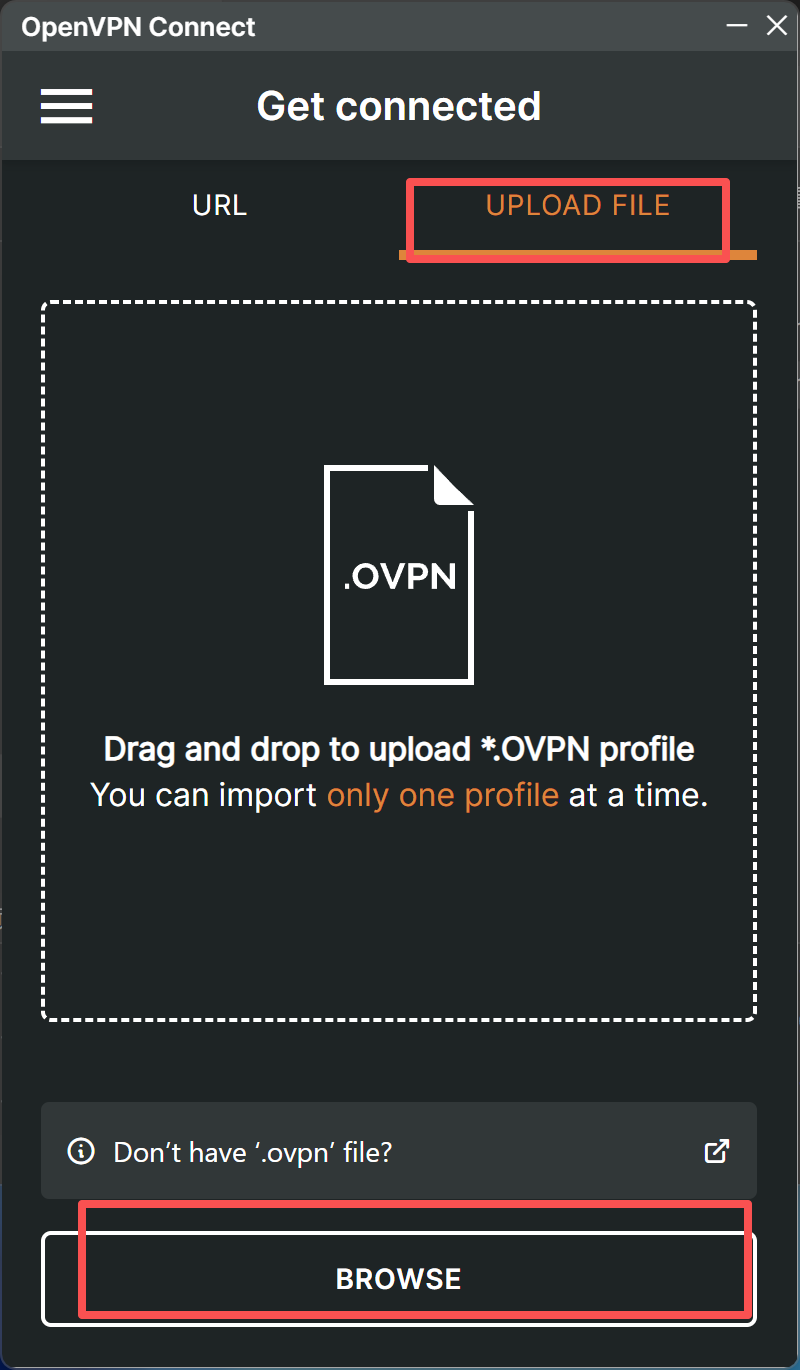 OpenVPN Connect
Get connected
URL
UPLOAD FILE
.OVPN
Drag and drop to upload *.OVPN profile
You can import only one profile at a time.
Don’t have ‘.ovpn’ file?
BROWSE